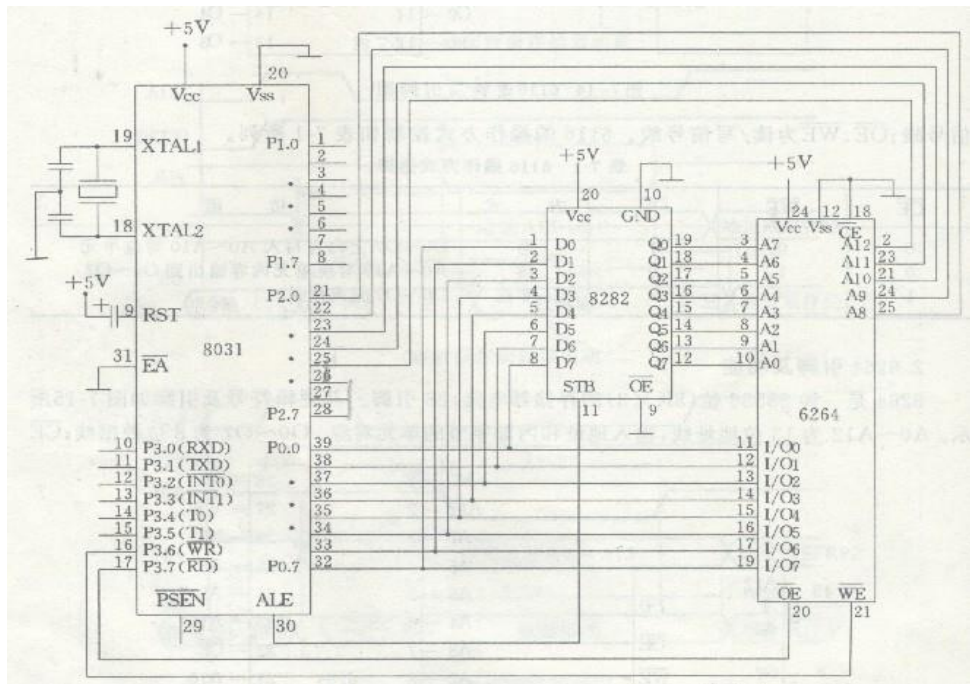 +5V
20
Vcc Vss
19 XTAL1 P1.0 1
2
3
4
5
6
18 XTAL2
7
P1.7 8
+5V
P2.0 21
22
+ 9 RST 23
8031 24
31 EA 25
26
27
P2.7 28
10 P3.0(RXD) P0.0 39
11 P3.1(TXD) 38
12 P3.2(INT0) 37
13 P3.3(INT1) 36
14 P3.4(T0) 35
15 P3.5(T1) 34
16 P3.6(WR) 33
17 P3.7(RD) P0.7 32
PSEN ALE
29 30
+5V
20 10
Vcc GND
1 D0 Q0 19
2 D1 Q1 18
3 D2 Q2 17
4 D3 8282 Q3 16
5 D4 Q4 15
6 D5 Q5 14
7 D6 Q6 13
8 D7 Q7 12
STB OE
11 9
+5V
24 12 18
Vcc Vss CE
3 A7 A12 2
4 A6 A11 23
5 A5 A10 21
6 A4 A9 24
7 A3 A8 25
8 A2
9 A1
10 A0
6264
11 I/O0
12 I/O1
13 I/O2
14 I/O3
15 I/O4
16 I/O5
17 I/O6
19 I/O7
OE WE
20 21